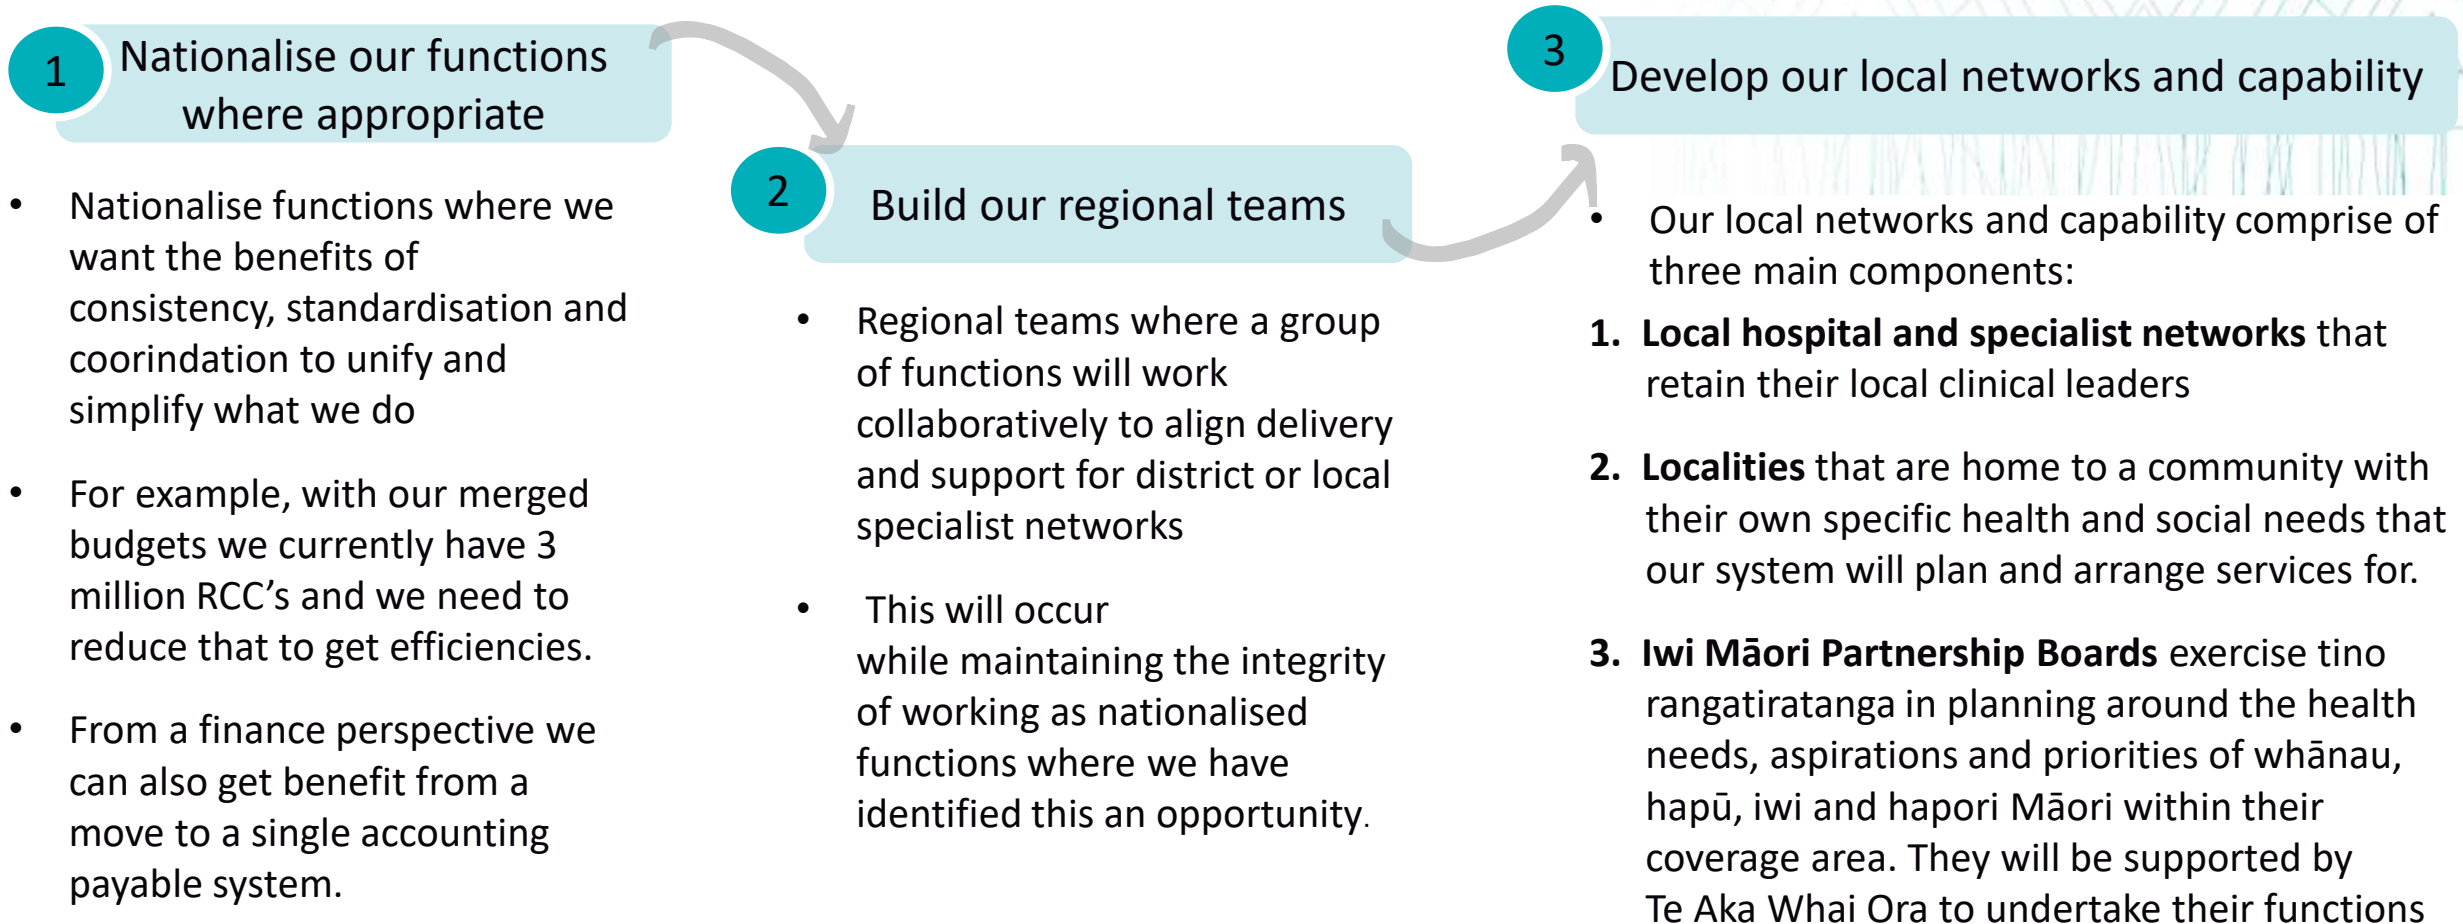 1
Nationalise our functions
where appropriate
• Nationalise functions where we
want the benefits of
consistency, standardisation and
coorindation to unify and
simplify what we do
• For example, with our merged
budgets we currently have 3
million RCC’s and we need to
reduce that to get efficiencies.
• From a finance perspective we
can also get benefit from a
move to a single accounting
payable system.
2
Build our regional teams
• Regional teams where a group
of functions will work
collaboratively to align delivery
and support for district or local
specialist networks
• This will occur
while maintaining the integrity
of working as nationalised
functions where we have
identified this an opportunity.
3
Develop our local networks and capability
• Our local networks and capability comprise of
three main components:
1. Local hospital and specialist networks that
retain their local clinical leaders
2. Localities that are home to a community with
their own specific health and social needs that
our system will plan and arrange services for.
3. Iwi Māori Partnership Boards exercise tino
rangatiratanga in planning around the health
needs, aspirations and priorities of whānau,
hapū, iwi and hapori Māori within their
coverage area. They will be supported by
Te Aka Whai Ora to undertake their functions